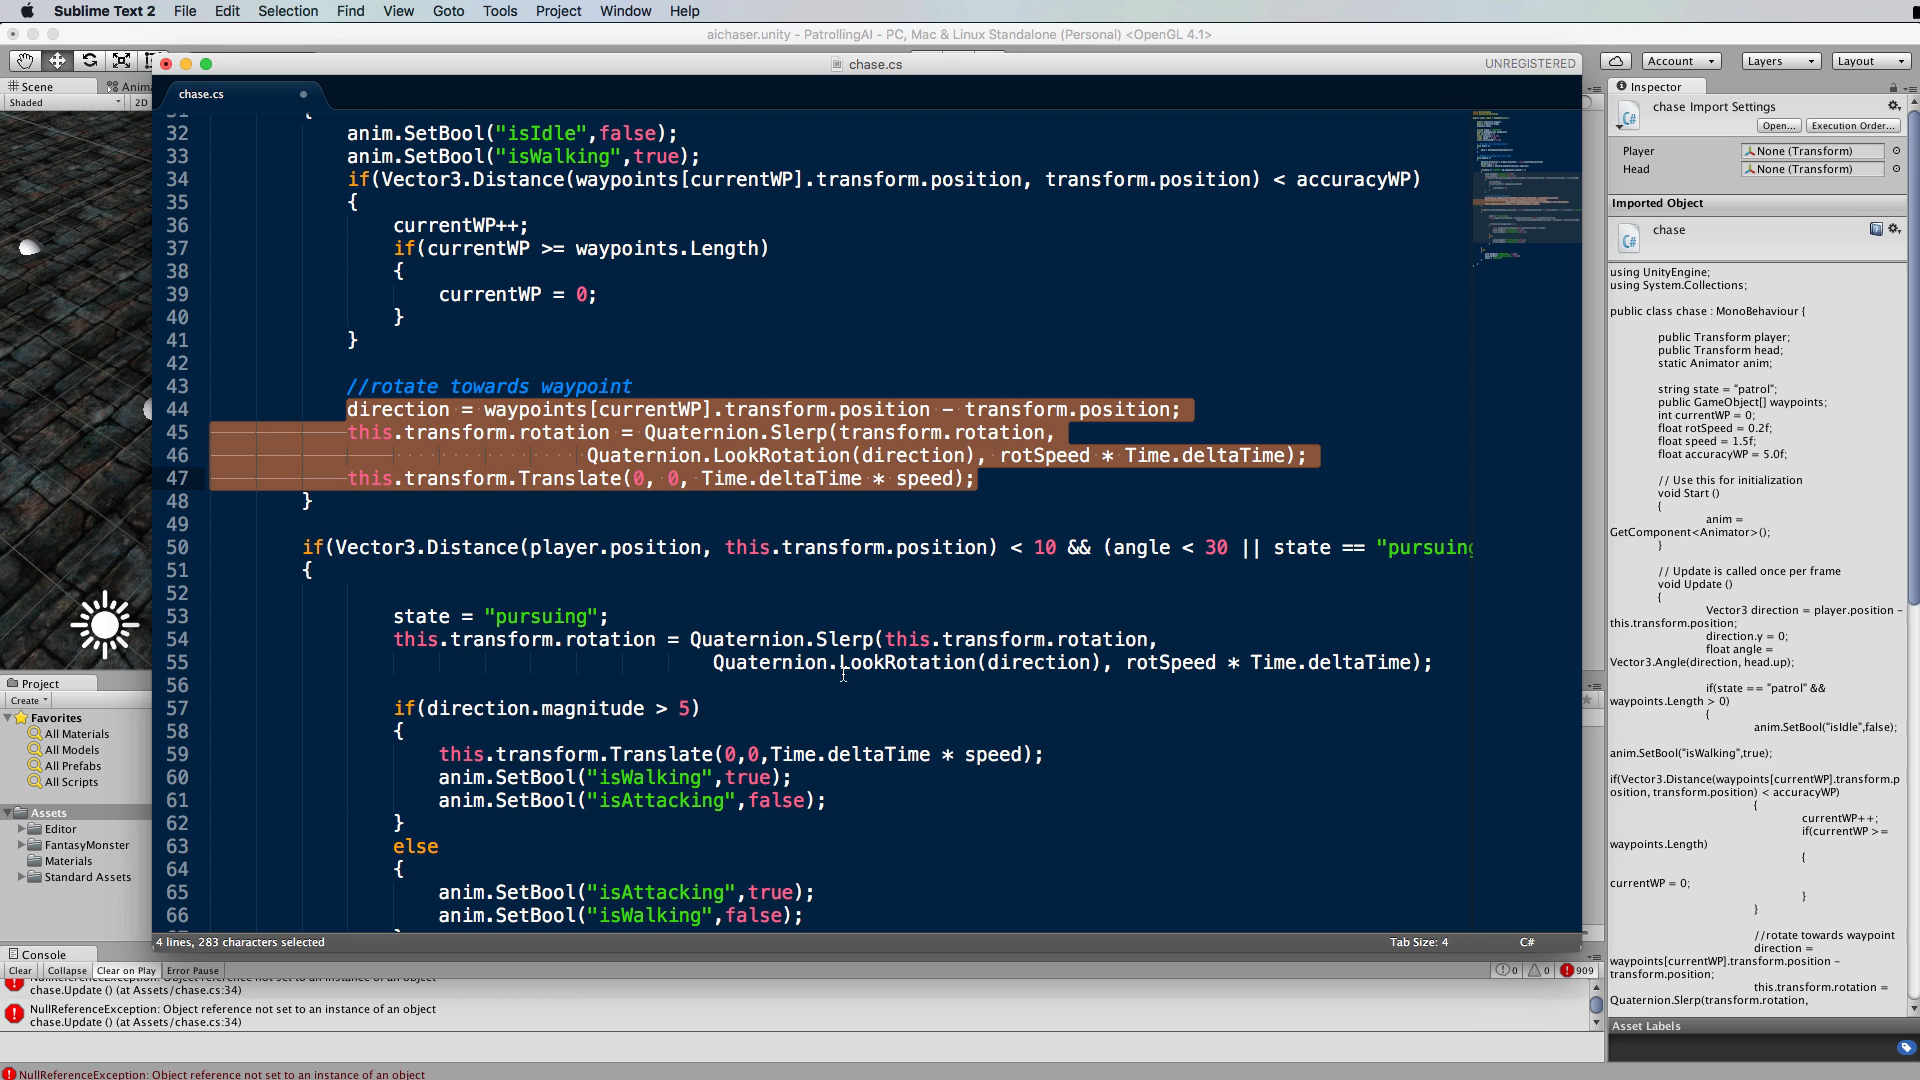 Sublime Text 2 File Edit Selection Find View Goto Tools Project Window Help
aichaser.unity - PatrollingAI - PC, Mac & Linux Standalone (Personal) <OpenGL 4.1>
chase.cs
UNREGISTERED
Account Layers Layout
Scene Anima
Shaded 2D
chase.cs
32 anim.SetBool("isIdle",false);
33 anim.SetBool("isWalking",true);
34 if(Vector3.Distance(waypoints[currentWP].transform.position, transform.position) < accuracyWP)
35 {
36 currentWP++;
37 if(currentWP >= waypoints.Length)
38 {
39 currentWP = 0;
40 }
41 }
42
43 //rotate towards waypoint
44 direction = waypoints[currentWP].transform.position - transform.position;
45 this.transform.rotation = Quaternion.Slerp(transform.rotation,
46 Quaternion.LookRotation(direction), rotSpeed * Time.deltaTime);
47 this.transform.Translate(0, 0, Time.deltaTime * speed);
48 }
49
50 if(Vector3.Distance(player.position, this.transform.position) < 10 && (angle < 30 || state == "pursuing
51 {
52
53 state = "pursuing";
54 this.transform.rotation = Quaternion.Slerp(this.transform.rotation,
55 Quaternion.LookRotation(direction), rotSpeed * Time.deltaTime);
56
57 if(direction.magnitude > 5)
58 {
59 this.transform.Translate(0,0,Time.deltaTime * speed);
60 anim.SetBool("isWalking",true);
61 anim.SetBool("isAttacking",false);
62 }
63 else
64 {
65 anim.SetBool("isAttacking",true);
66 anim.SetBool("isWalking",false);
4 lines, 283 characters selected
Tab Size: 4 C#
Project
Create
Favorites
All Materials
All Models
All Prefabs
All Scripts
Assets
Editor
FantasyMonster
Materials
Standard Assets
Console
Clear Collapse Clear on Play Error Pause
0 0 909
NullReferenceException: Object reference not set to an instance of an object
chase.Update () (at Assets/chase.cs:34)
NullReferenceException: Object reference not set to an instance of an object
chase.Update () (at Assets/chase.cs:34)
NullReferenceException: Object reference not set to an instance of an object
Inspector
chase Import Settings
Open... Execution Order...
Player None (Transform)
Head None (Transform)
Imported Object
chase
using UnityEngine;
using System.Collections;
public class chase : MonoBehaviour {
public Transform player;
public Transform head;
static Animator anim;
string state = "patrol";
public GameObject[] waypoints;
int currentWP = 0;
float rotSpeed = 0.2f;
float speed = 1.5f;
float accuracyWP = 5.0f;
// Use this for initialization
void Start ()
{
anim =
GetComponent<Animator>();
}
// Update is called once per frame
void Update ()
{
Vector3 direction = player.position -
this.transform.position;
direction.y = 0;
float angle =
Vector3.Angle(direction, head.up);
if(state == "patrol" &&
waypoints.Length > 0)
{
anim.SetBool("isIdle",false);
anim.SetBool("isWalking",true);
if(Vector3.Distance(waypoints[currentWP].transform.p
osition, transform.position) < accuracyWP)
{
currentWP++;
if(currentWP >=
waypoints.Length)
{
currentWP = 0;
}
}
//rotate towards waypoint
direction =
waypoints[currentWP].transform.position -
transform.position;
this.transform.rotation =
Quaternion.Slerp(transform.rotation,
Asset Labels